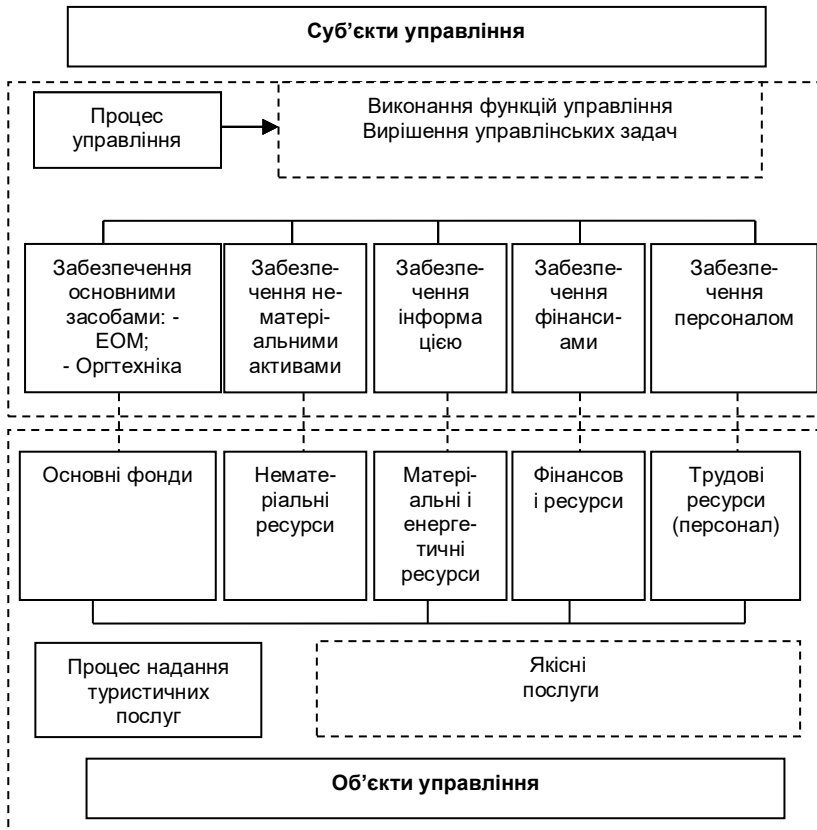 Суб’єкти управління
Процес
управління
Виконання функцій управління
Вирішення управлінських задач
Забезпечення
основними
засобами: -
ЕОМ;
- Оргтехніка
Забезпе-
чення не-
матері-
альними
активами
Забезпе-
чення
інформа
цією
Забезпе-
чення
фінанси-
ами
Забезпе-
чення
персоналом
Основні фонди
Немате-
ріальні
ресурси
Матері-
альні і
енерге-
тичні
ресурси
Фінансов
і ресурси
Трудові
ресурси
(персонал)
Процес надання
туристичних
послуг
Якісні
послуги
Об’єкти управління